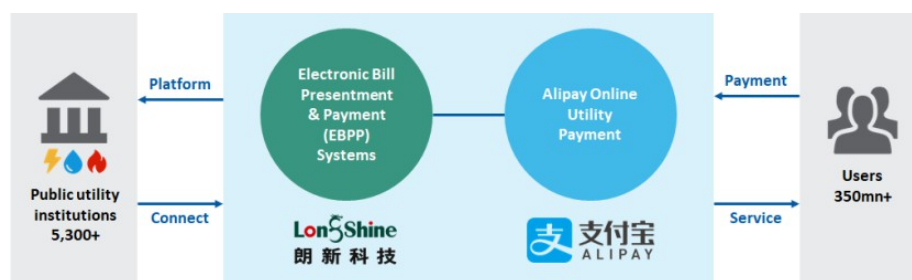 Platform
Public utility
institutions
5,300+
Connect
Electronic Bill
Presentment
& Payment
(EBPP)
Systems
LongShine
朗新科技
Alipay Online
Utility
Payment
支
支付宝
ALIPAY
Payment
Service
Users
350mn+